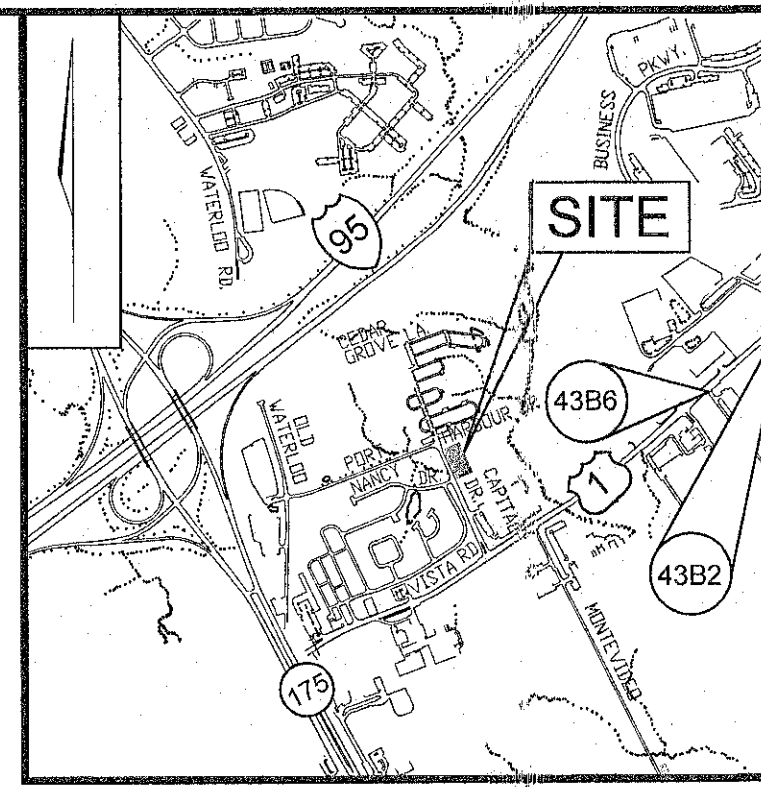 OLD
WATERLOO RD.
95
BUSINESS
PKWY.
SITE
CEDAR
GROVE LA.
OLD
WATERLOO
PORT
HARBOUR
NANCY
DR.
CAPITAL
DR.
43B6
1
VISTA RD
43B2
MONTEVIDEO
175